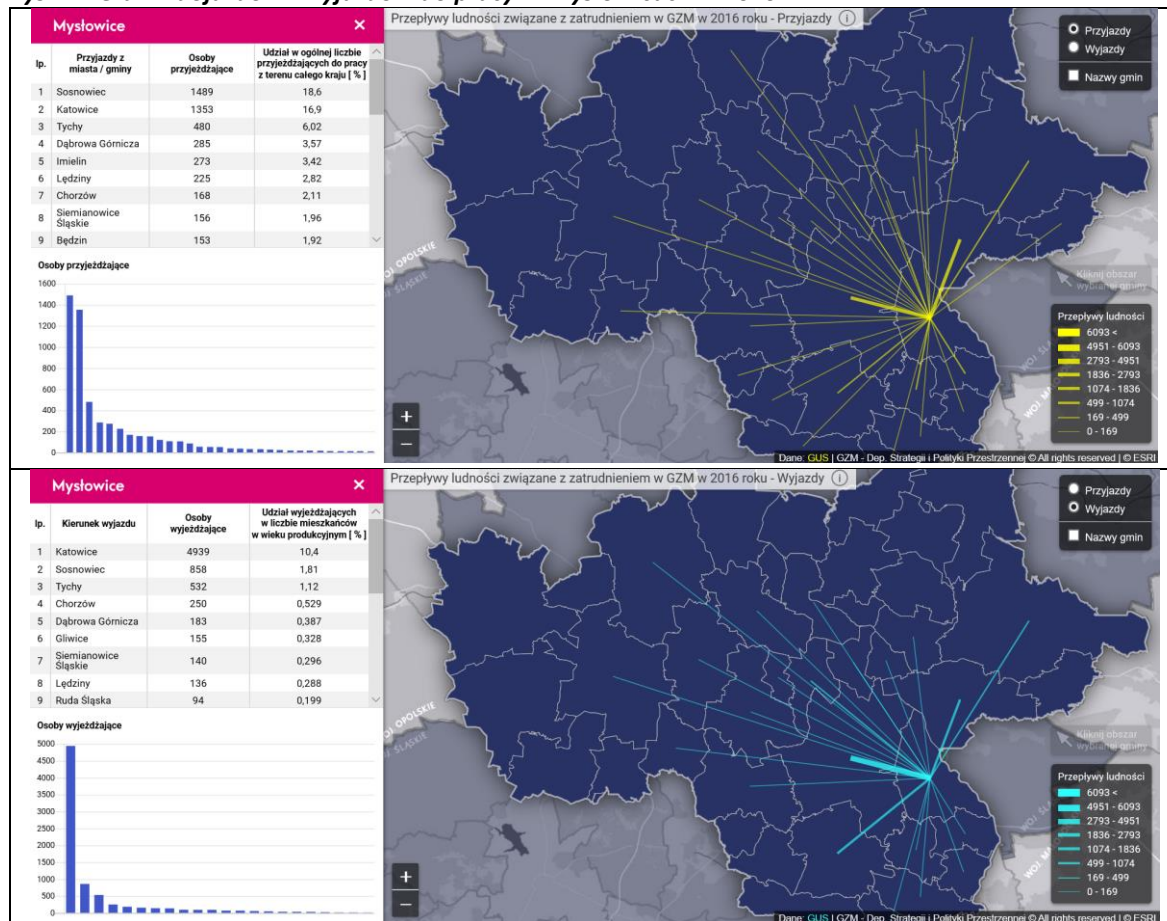 Mysłowice ×
lp. Przyjazdy z miasta / gminy Osoby przyjeżdżające Udział w ogólnej liczbie przyjeżdżających do pracy z terenu całego kraju [ % ]
1 Sosnowiec 1489 18,6
2 Katowice 1353 16,9
3 Tychy 480 6,02
4 Dąbrowa Górnicza 285 3,57
5 Imielin 273 3,42
6 Lędziny 225 2,82
7 Chorzów 168 2,11
8 Siemianowice Śląskie 156 1,96
9 Będzin 153 1,92
Osoby przyjeżdżające
1600
1400
1200
1000
800
600
400
200
0
Przepływy ludności związane z zatrudnieniem w GZM w 2016 roku - Przyjazdy i
Przyjazdy
Wyjazdy
Nazwy gmin
WOJ. OPOLSKIE
WOJ. ŚLĄSKIE
Kliknij obszar
wybranej gminy
Przepływy ludności
6093 <
4951 - 6093
2793 - 4951
1836 - 2793
1074 - 1836
499 - 1074
169 - 499
0 - 169
+
−
Dane: GUS | GZM - Dep. Strategii i Polityki Przestrzennej © All rights reserved | © ESRI
Mysłowice ×
lp. Kierunek wyjazdu Osoby wyjeżdżające Udział wyjeżdżających w liczbie mieszkańców w wieku produkcyjnym [ % ]
1 Katowice 4939 10,4
2 Sosnowiec 858 1,81
3 Tychy 532 1,12
4 Chorzów 250 0,529
5 Dąbrowa Górnicza 183 0,387
6 Gliwice 155 0,328
7 Siemianowice Śląskie 140 0,296
8 Lędziny 136 0,288
9 Ruda Śląska 94 0,199
Osoby wyjeżdżające
5000
4500
4000
3500
3000
2500
2000
1500
1000
500
0
Przepływy ludności związane z zatrudnieniem w GZM w 2016 roku - Wyjazdy i
Przyjazdy
Wyjazdy
Nazwy gmin
WOJ. OPOLSKIE
WOJ. ŚLĄSKIE
Kliknij obszar
wybranej gminy
Przepływy ludności
6093 <
4951 - 6093
2793 - 4951
1836 - 2793
1074 - 1836
499 - 1074
169 - 499
0 - 169
+
−
Dane: GUS | GZM - Dep. Strategii i Polityki Przestrzennej © All rights reserved | © ESRI